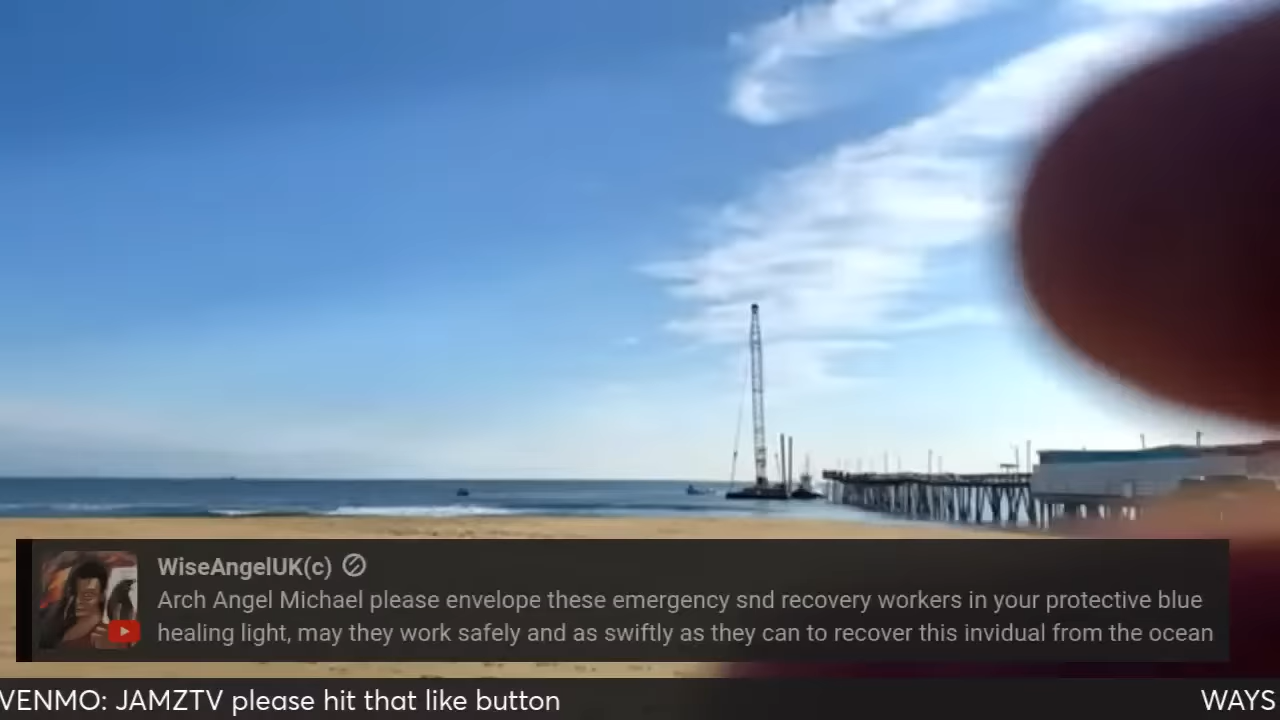 WiseAngelUK(c)
Arch Angel Michael please envelope these emergency snd recovery workers in your protective blue
healing light, may they work safely and as swiftly as they can to recover this invidual from the ocean
VENMO: JAMZTV please hit that like button
WAYS